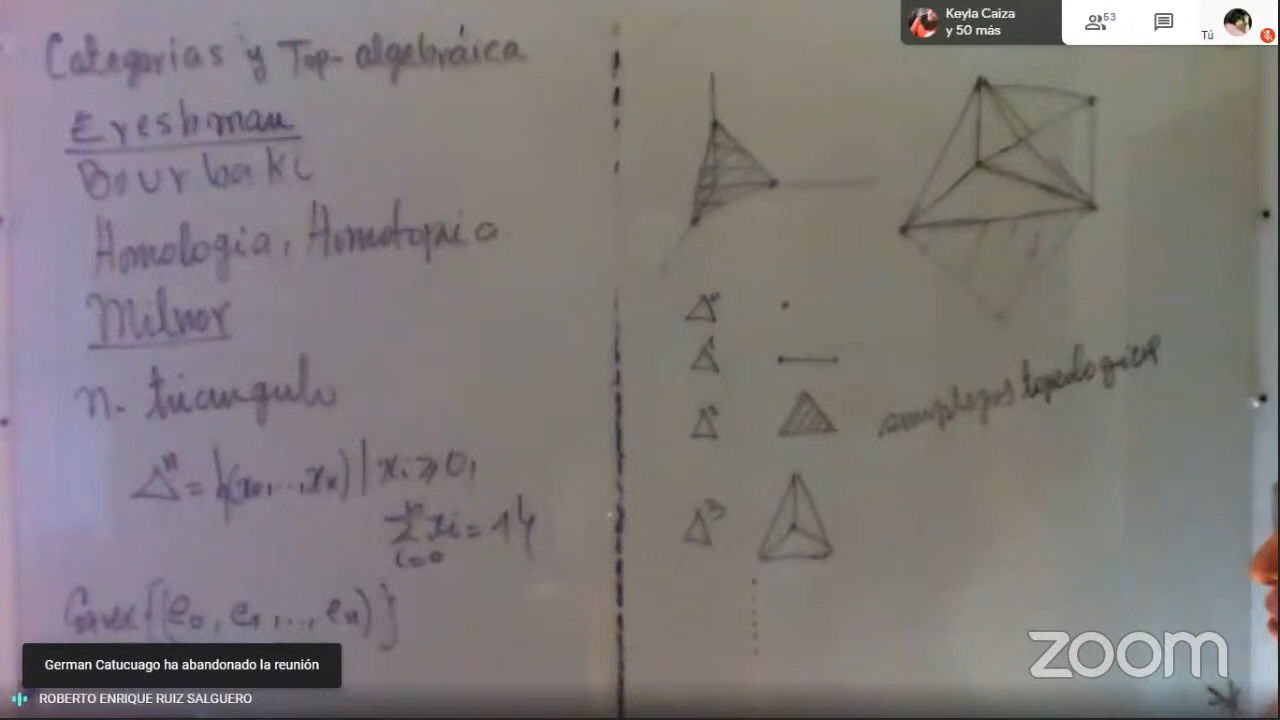 Categorias y Top-algebráica
Ereshman
Bourbaki
Homologia, Homotopia
Milnor
n. triangulo
Δⁿ = {(x₀,...,xₙ) | xᵢ ≥ 0,
n
Σ xᵢ = 1}
i=0
Convex{(e₀, e₁, ..., eₙ)}
Δ⁰
Δ¹
Δ²
complejos topologicos
Δ³
Keyla Caiza
y 50 más
53
Tú
German Catucuago ha abandonado la reunión
ROBERTO ENRIQUE RUIZ SALGUERO
zoom